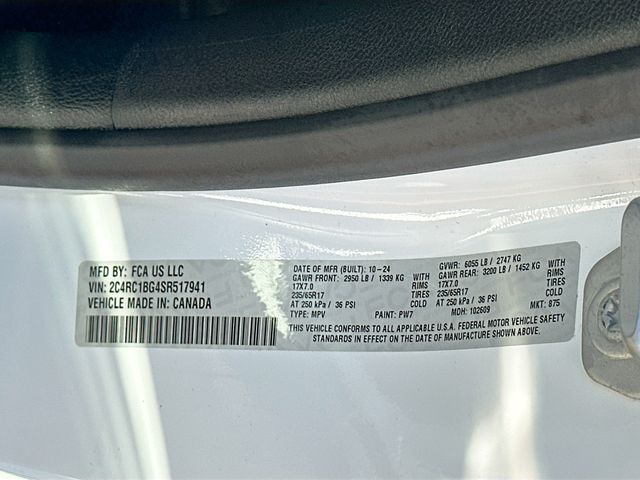 MFD BY: FCA US LLC
VIN: 2C4RC1BG4SR517941
VEHICLE MADE IN: CANADA
DATE OF MFR (BUILT): 10-24 GVWR: 6055 LB / 2747 KG
GAWR FRONT: 2950 LB / 1339 KG WITH GAWR REAR: 3200 LB / 1452 KG WITH
17X7.0 RIMS 17X7.0 RIMS
235/65R17 TIRES 235/65R17 TIRES
AT 250 kPa / 36 PSI COLD AT 250 kPa / 36 PSI COLD
TYPE: MPV PAINT: PW7 MDH: 102609 MKT: 875
THIS VEHICLE CONFORMS TO ALL APPLICABLE U.S.A. FEDERAL MOTOR VEHICLE SAFETY
STANDARDS IN EFFECT ON THE DATE OF MANUFACTURE SHOWN ABOVE.